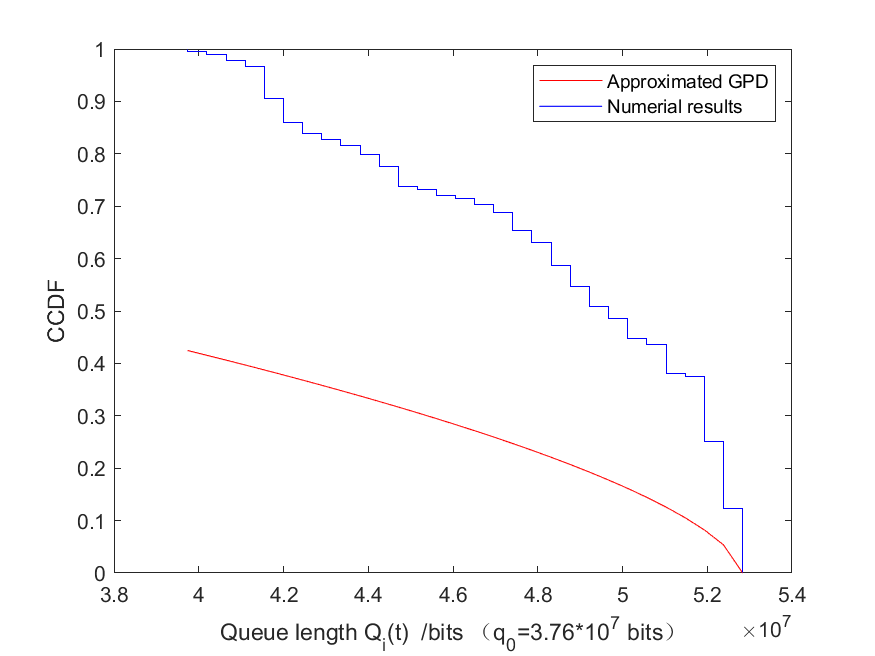 Approximated GPD
Numerial results
1
0.9
0.8
0.7
0.6
0.5
0.4
0.3
0.2
0.1
0
CCDF
3.8 4 4.2 4.4 4.6 4.8 5 5.2 5.4
×10^7
Queue length Q_i(t) /bits （q_0=3.76*10^7 bits）